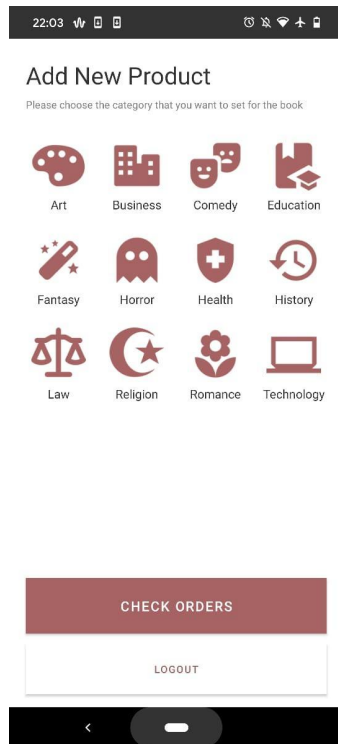 22:03
Add New Product
Please choose the category that you want to set for the book
Art Business Comedy Education
Fantasy Horror Health History
Law Religion Romance Technology
CHECK ORDERS
LOGOUT